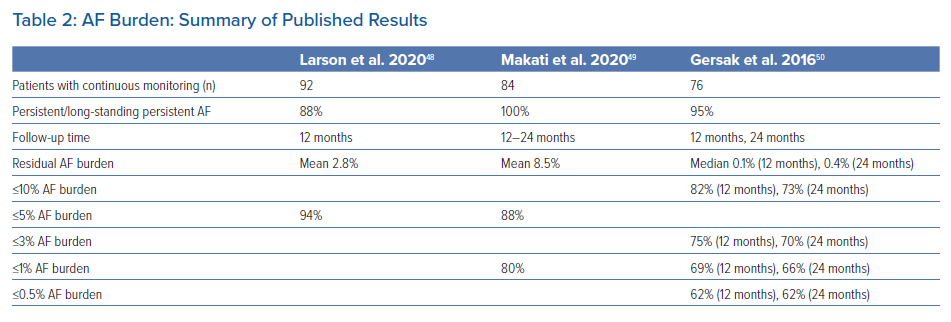 Table 2: AF Burden: Summary of Published Results
Larson et al. 2020⁴⁸ Makati et al. 2020⁴⁹ Gersak et al. 2016⁵⁰
Patients with continuous monitoring (n) 92 84 76
Persistent/long-standing persistent AF 88% 100% 95%
Follow-up time 12 months 12–24 months 12 months, 24 months
Residual AF burden Mean 2.8% Mean 8.5% Median 0.1% (12 months), 0.4% (24 months)
≤10% AF burden 82% (12 months), 73% (24 months)
≤5% AF burden 94% 88%
≤3% AF burden 75% (12 months), 70% (24 months)
≤1% AF burden 80% 69% (12 months), 66% (24 months)
≤0.5% AF burden 62% (12 months), 62% (24 months)